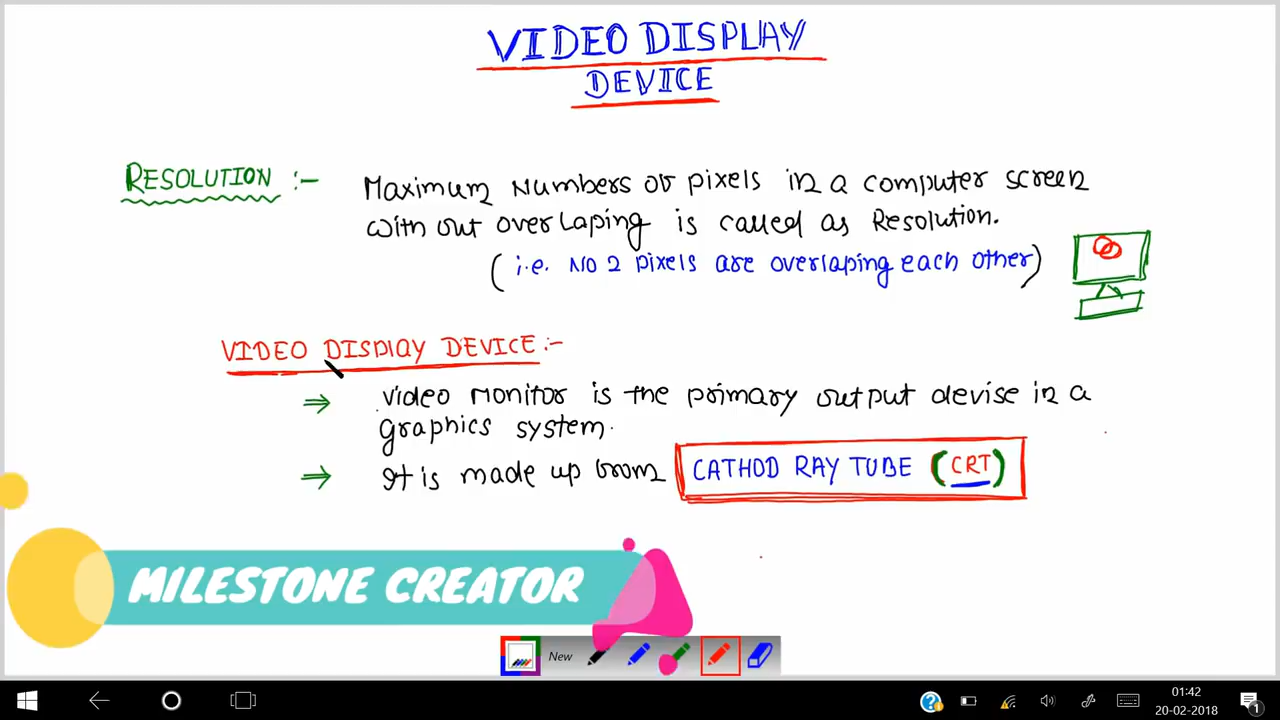 VIDEO DISPLAY
DEVICE
RESOLUTION :-
Maximum Numbers of pixels in a computer screen
with out overlaping is called as Resolution.
(i.e. No 2 pixels are overlaping each other)
VIDEO DISPLAY DEVICE :-
⇒ Video Monitor is the primary output devise in a
graphics system.
⇒ It is made up from CATHOD RAY TUBE (CRT)
MILESTONE CREATOR
New
01:42
20-02-2018
1